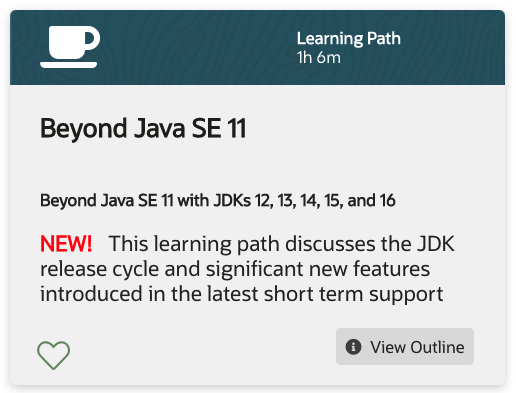 Learning Path
1h 6m
Beyond Java SE 11
Beyond Java SE 11 with JDKs 12, 13, 14, 15, and 16
NEW! This learning path discusses the JDK
release cycle and significant new features
introduced in the latest short term support
View Outline